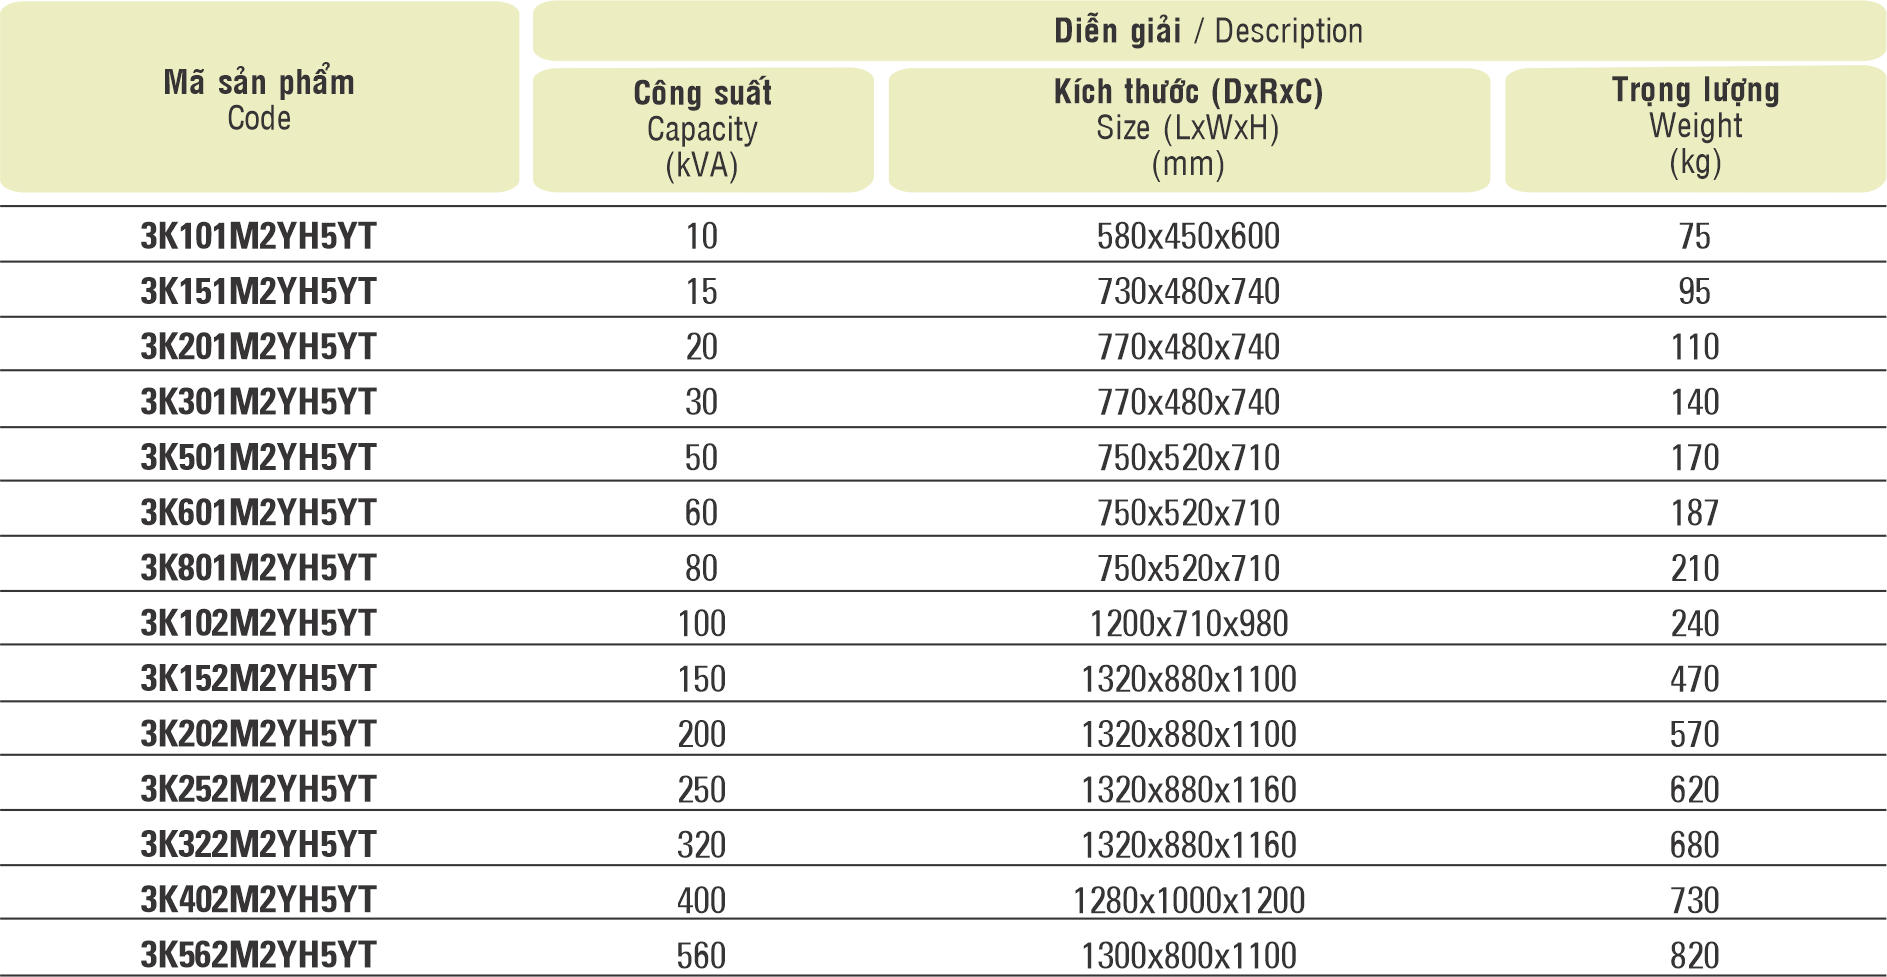 Diễn giải / Description
Mã sản phẩm
Code
Công suất
Capacity
(kVA)
Kích thước (DxRxC)
Size (LxWxH)
(mm)
Trọng lượng
Weight
(kg)
3K101M2YH5YT 10 580x450x600 75
3K151M2YH5YT 15 730x480x740 95
3K201M2YH5YT 20 770x480x740 110
3K301M2YH5YT 30 770x480x740 140
3K501M2YH5YT 50 750x520x710 170
3K601M2YH5YT 60 750x520x710 187
3K801M2YH5YT 80 750x520x710 210
3K102M2YH5YT 100 1200x710x980 240
3K152M2YH5YT 150 1320x880x1100 470
3K202M2YH5YT 200 1320x880x1100 570
3K252M2YH5YT 250 1320x880x1160 620
3K322M2YH5YT 320 1320x880x1160 680
3K402M2YH5YT 400 1280x1000x1200 730
3K562M2YH5YT 560 1300x800x1100 820